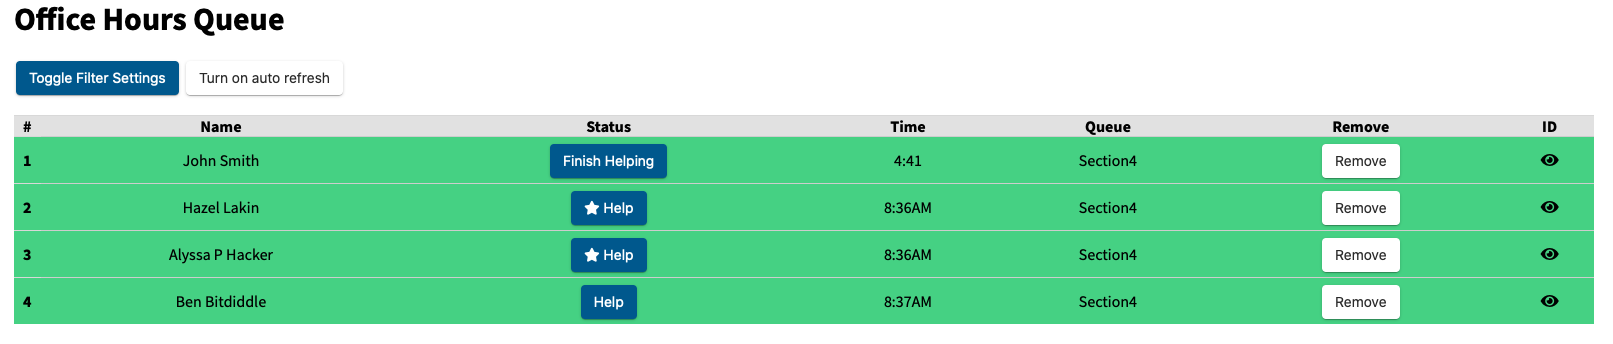 Office Hours Queue
Toggle Filter Settings Turn on auto refresh
# Name Status Time Queue Remove ID
1 John Smith Finish Helping 4:41 Section4 Remove
2 Hazel Lakin Help 8:36AM Section4 Remove
3 Alyssa P Hacker Help 8:36AM Section4 Remove
4 Ben Bitdiddle Help 8:37AM Section4 Remove